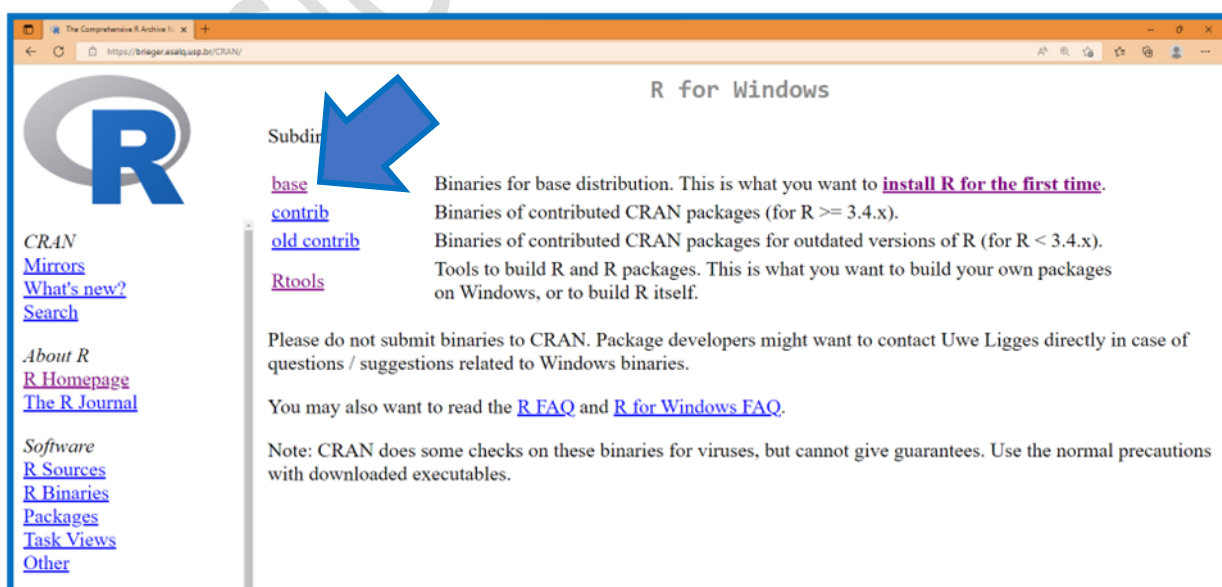 The Comprehensive R Archive N
https://brieger.esalq.usp.br/CRAN/
R
CRAN
Mirrors
What's new?
Search
About R
R Homepage
The R Journal
Software
R Sources
R Binaries
Packages
Task Views
Other
R for Windows
Subdir
base Binaries for base distribution. This is what you want to install R for the first time.
contrib Binaries of contributed CRAN packages (for R >= 3.4.x).
old contrib Binaries of contributed CRAN packages for outdated versions of R (for R < 3.4.x).
Rtools Tools to build R and R packages. This is what you want to build your own packages
on Windows, or to build R itself.
Please do not submit binaries to CRAN. Package developers might want to contact Uwe Ligges directly in case of
questions / suggestions related to Windows binaries.
You may also want to read the R FAQ and R for Windows FAQ.
Note: CRAN does some checks on these binaries for viruses, but cannot give guarantees. Use the normal precautions
with downloaded executables.